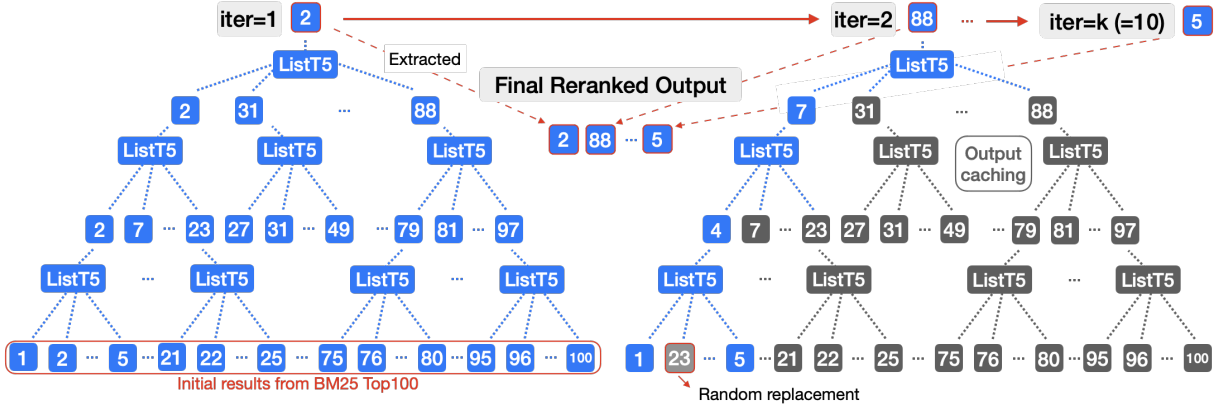 iter=1 2 iter=2 88 ... iter=k (=10) 5
ListT5 Extracted ListT5
Final Reranked Output
2 31 ... 88 7 31 ... 88
2 88 ... 5
ListT5 ListT5 ListT5 ListT5 ListT5 Output caching ListT5
2 7 ... 23 27 31 ... 49 ... 79 81 ... 97 4 7 ... 23 27 31 ... 49 ... 79 81 ... 97
ListT5 ... ListT5 ListT5 ... ListT5 ListT5 ... ListT5 ListT5 ... ListT5
1 2 ... 5 ... 21 22 ... 25 ... 75 76 ... 80 ... 95 96 ... 100 1 23 ... 5 ... 21 22 ... 25 ... 75 76 ... 80 ... 95 96 ... 100
Initial results from BM25 Top100
Random replacement